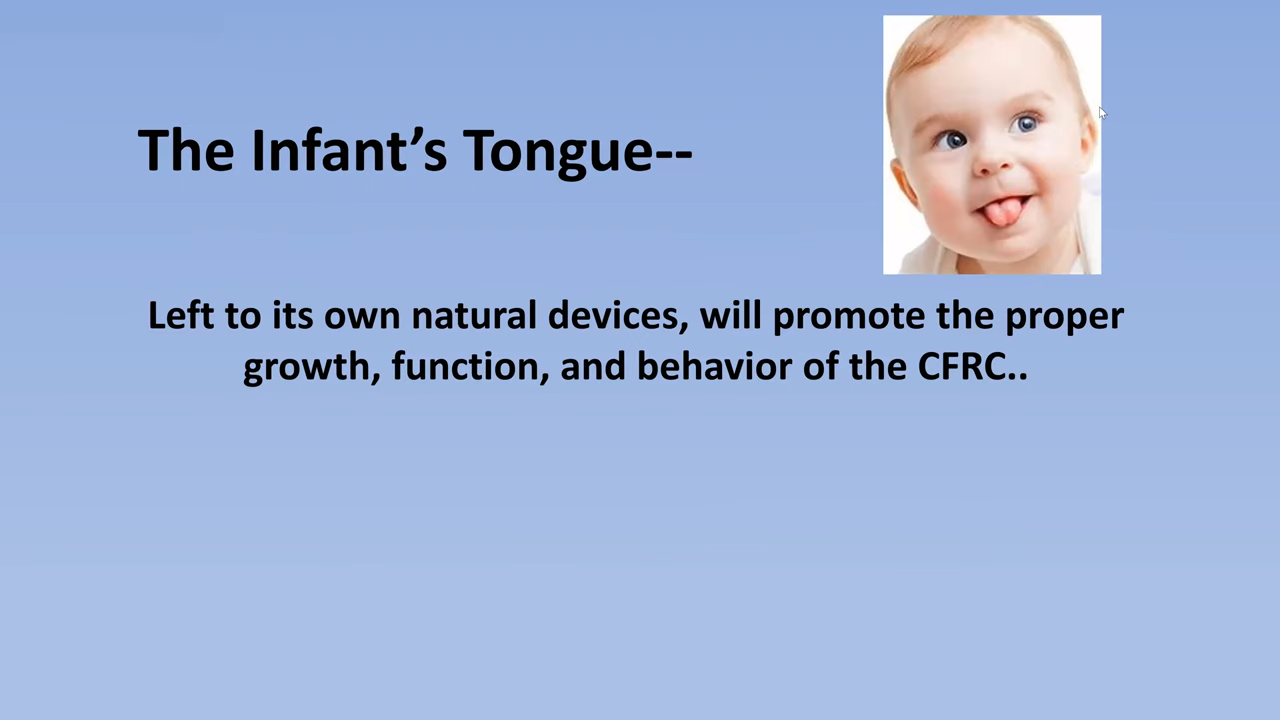 The Infant’s Tongue--
Left to its own natural devices, will promote the proper
growth, function, and behavior of the CFRC..